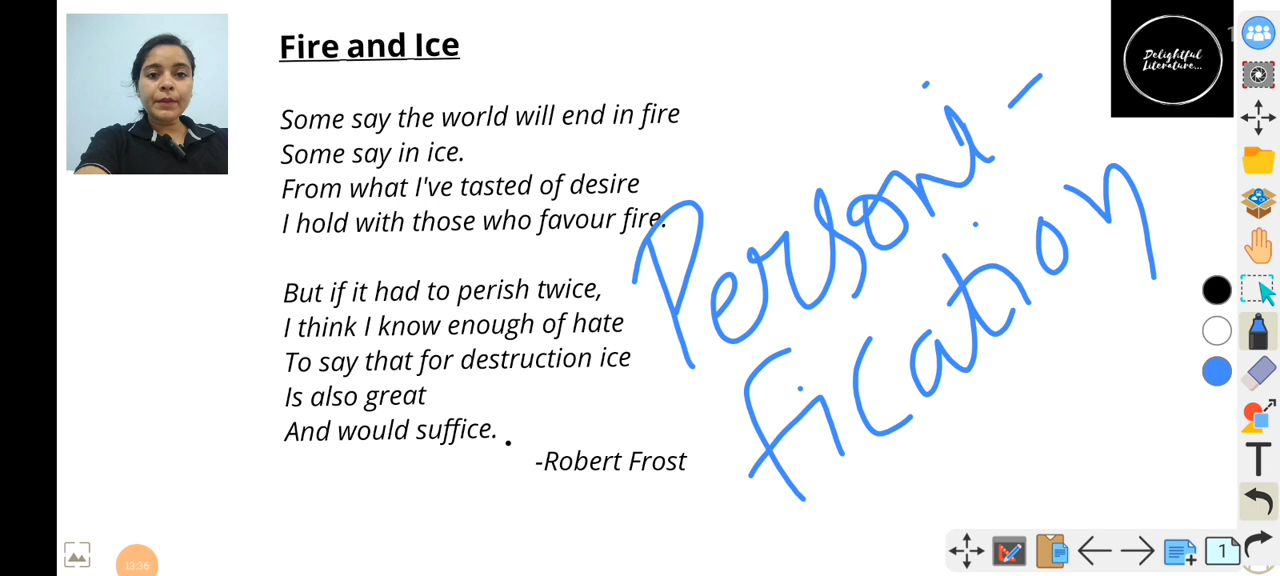 Fire and Ice
Some say the world will end in fire
Some say in ice.
From what I've tasted of desire
I hold with those who favour fire.
But if it had to perish twice,
I think I know enough of hate
To say that for destruction ice
Is also great
And would suffice.
-Robert Frost
Personi-
fication
Delightful
Literature...
T
1
13:36